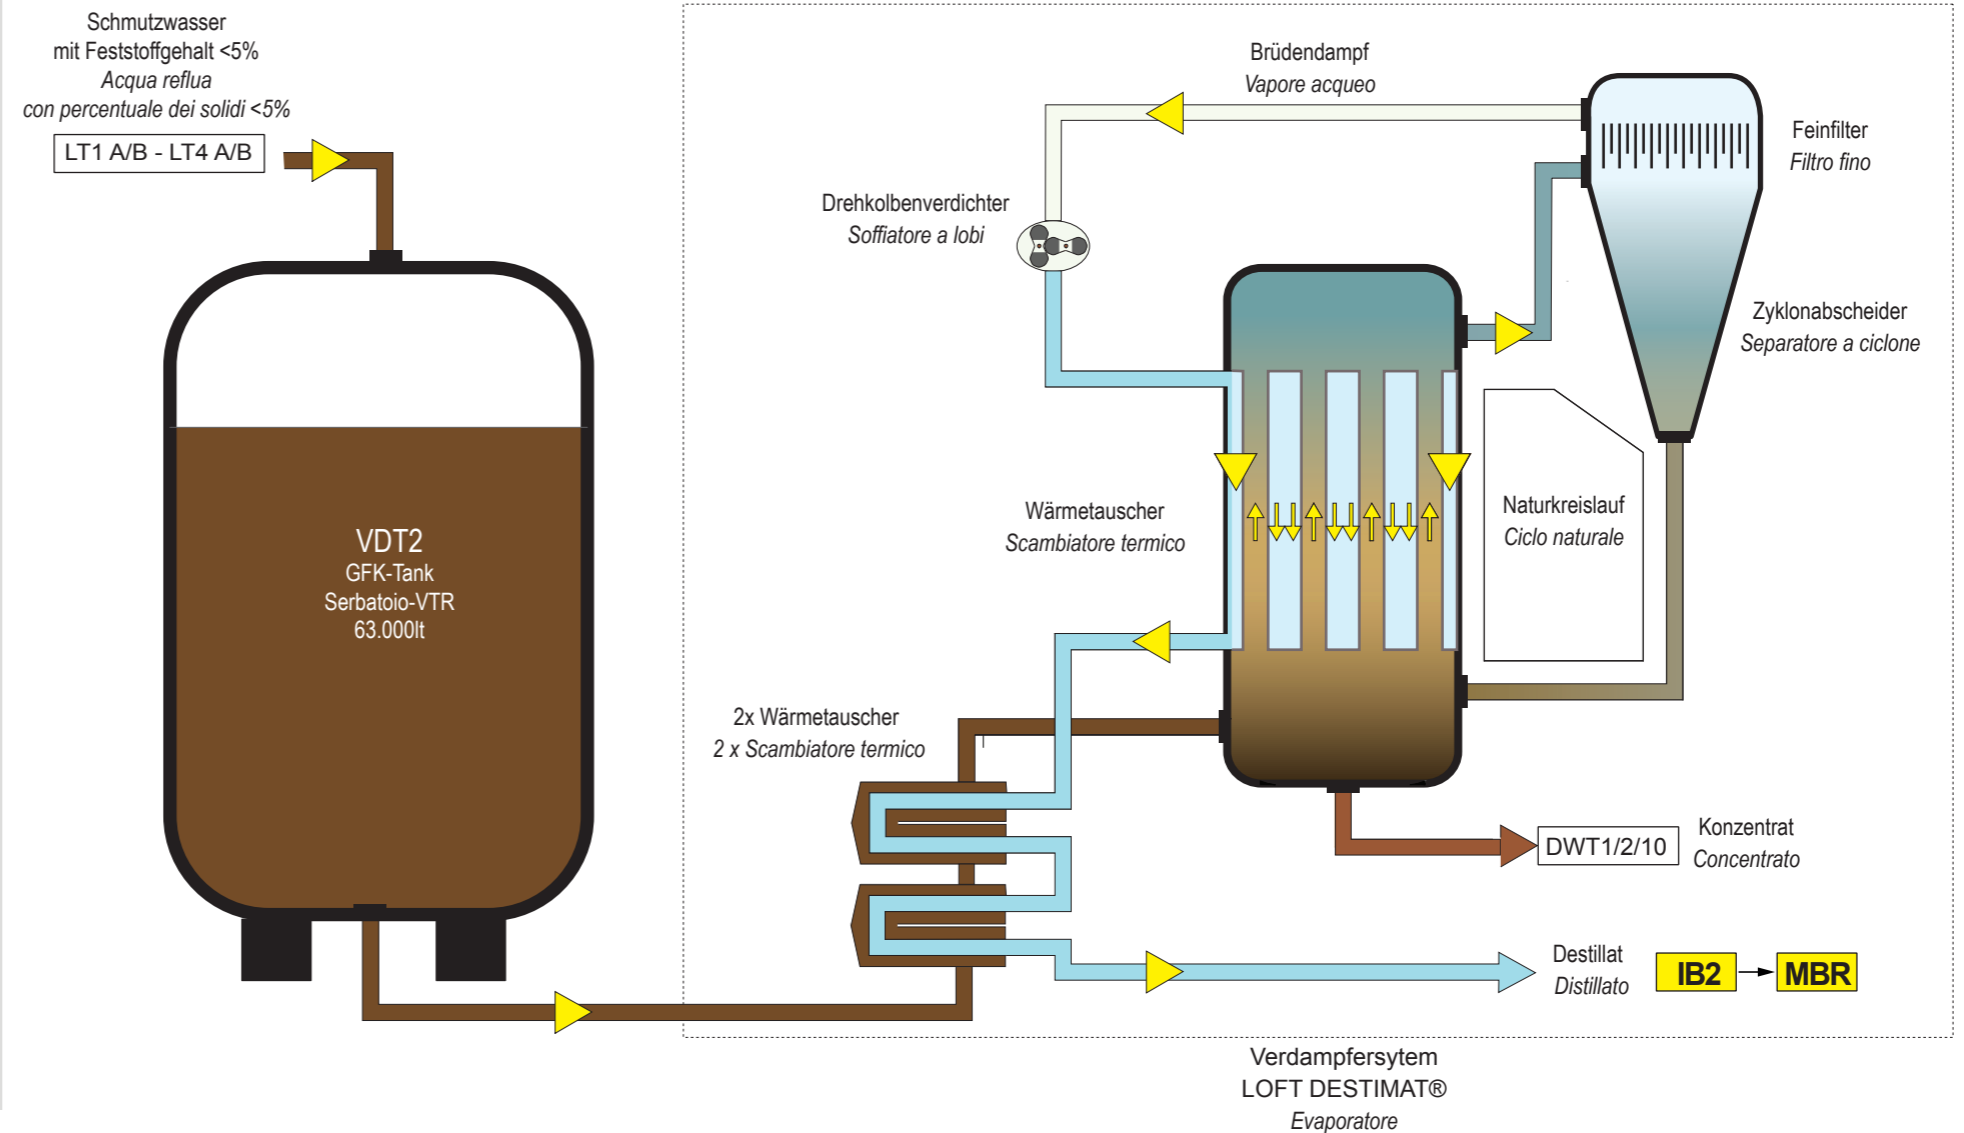 Schmutzwasser
mit Feststoffgehalt <5%
Acqua reflua
con percentuale dei solidi <5%
LT1 A/B - LT4 A/B
VDT2
GFK-Tank
Serbatoio-VTR
63.000lt
Brüdendampf
Vapore acqueo
Feinfilter
Filtro fino
Drehkolbenverdichter
Soffiatore a lobi
Zyklonabscheider
Separatore a ciclone
Wärmetauscher
Scambiatore termico
Naturkreislauf
Ciclo naturale
2x Wärmetauscher
2 x Scambiatore termico
DWT1/2/10
Konzentrat
Concentrato
Destillat
Distillato
IB2
MBR
Verdampfersytem
LOFT DESTIMAT®
Evaporatore